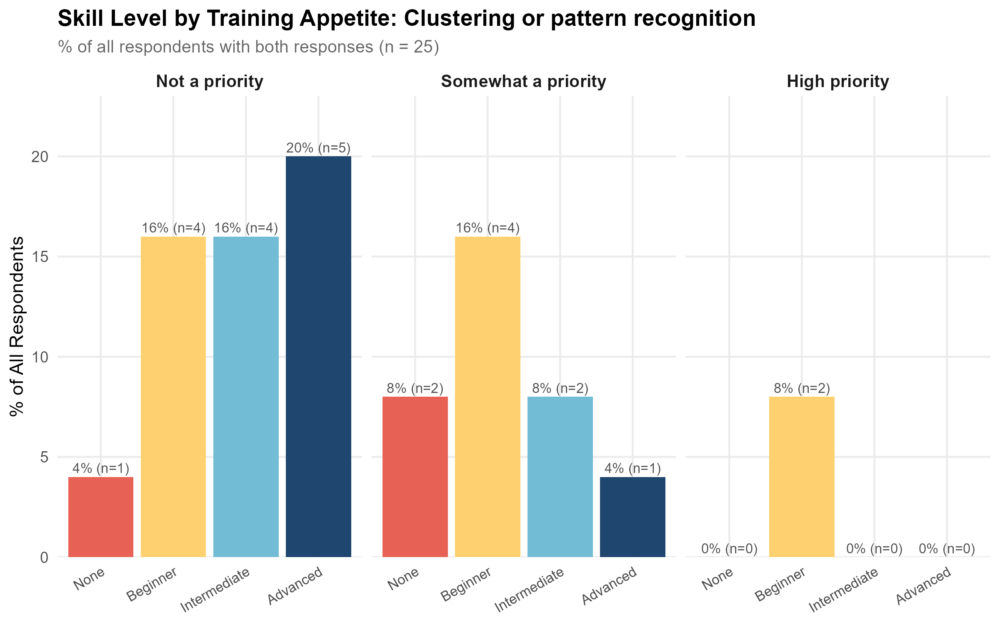 Skill Level by Training Appetite: Clustering or pattern recognition
% of all respondents with both responses (n = 25)
Not a priority
Somewhat a priority
High priority
% of All Respondents
20
15
10
5
0
4% (n=1)
16% (n=4)
16% (n=4)
20% (n=5)
8% (n=2)
16% (n=4)
8% (n=2)
4% (n=1)
0% (n=0)
8% (n=2)
0% (n=0)
0% (n=0)
None
Beginner
Intermediate
Advanced
None
Beginner
Intermediate
Advanced
None
Beginner
Intermediate
Advanced